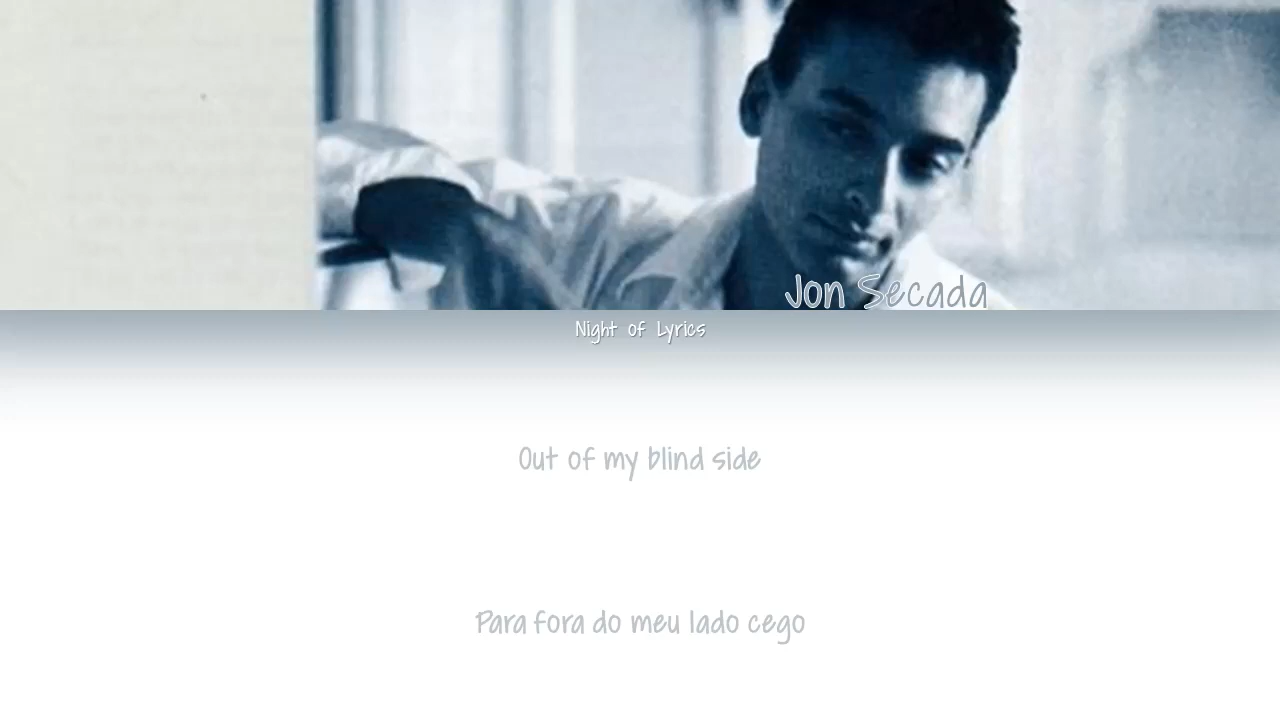 Jon Secada
Night of Lyrics
Out of my blind side
Para fora do meu lado cego